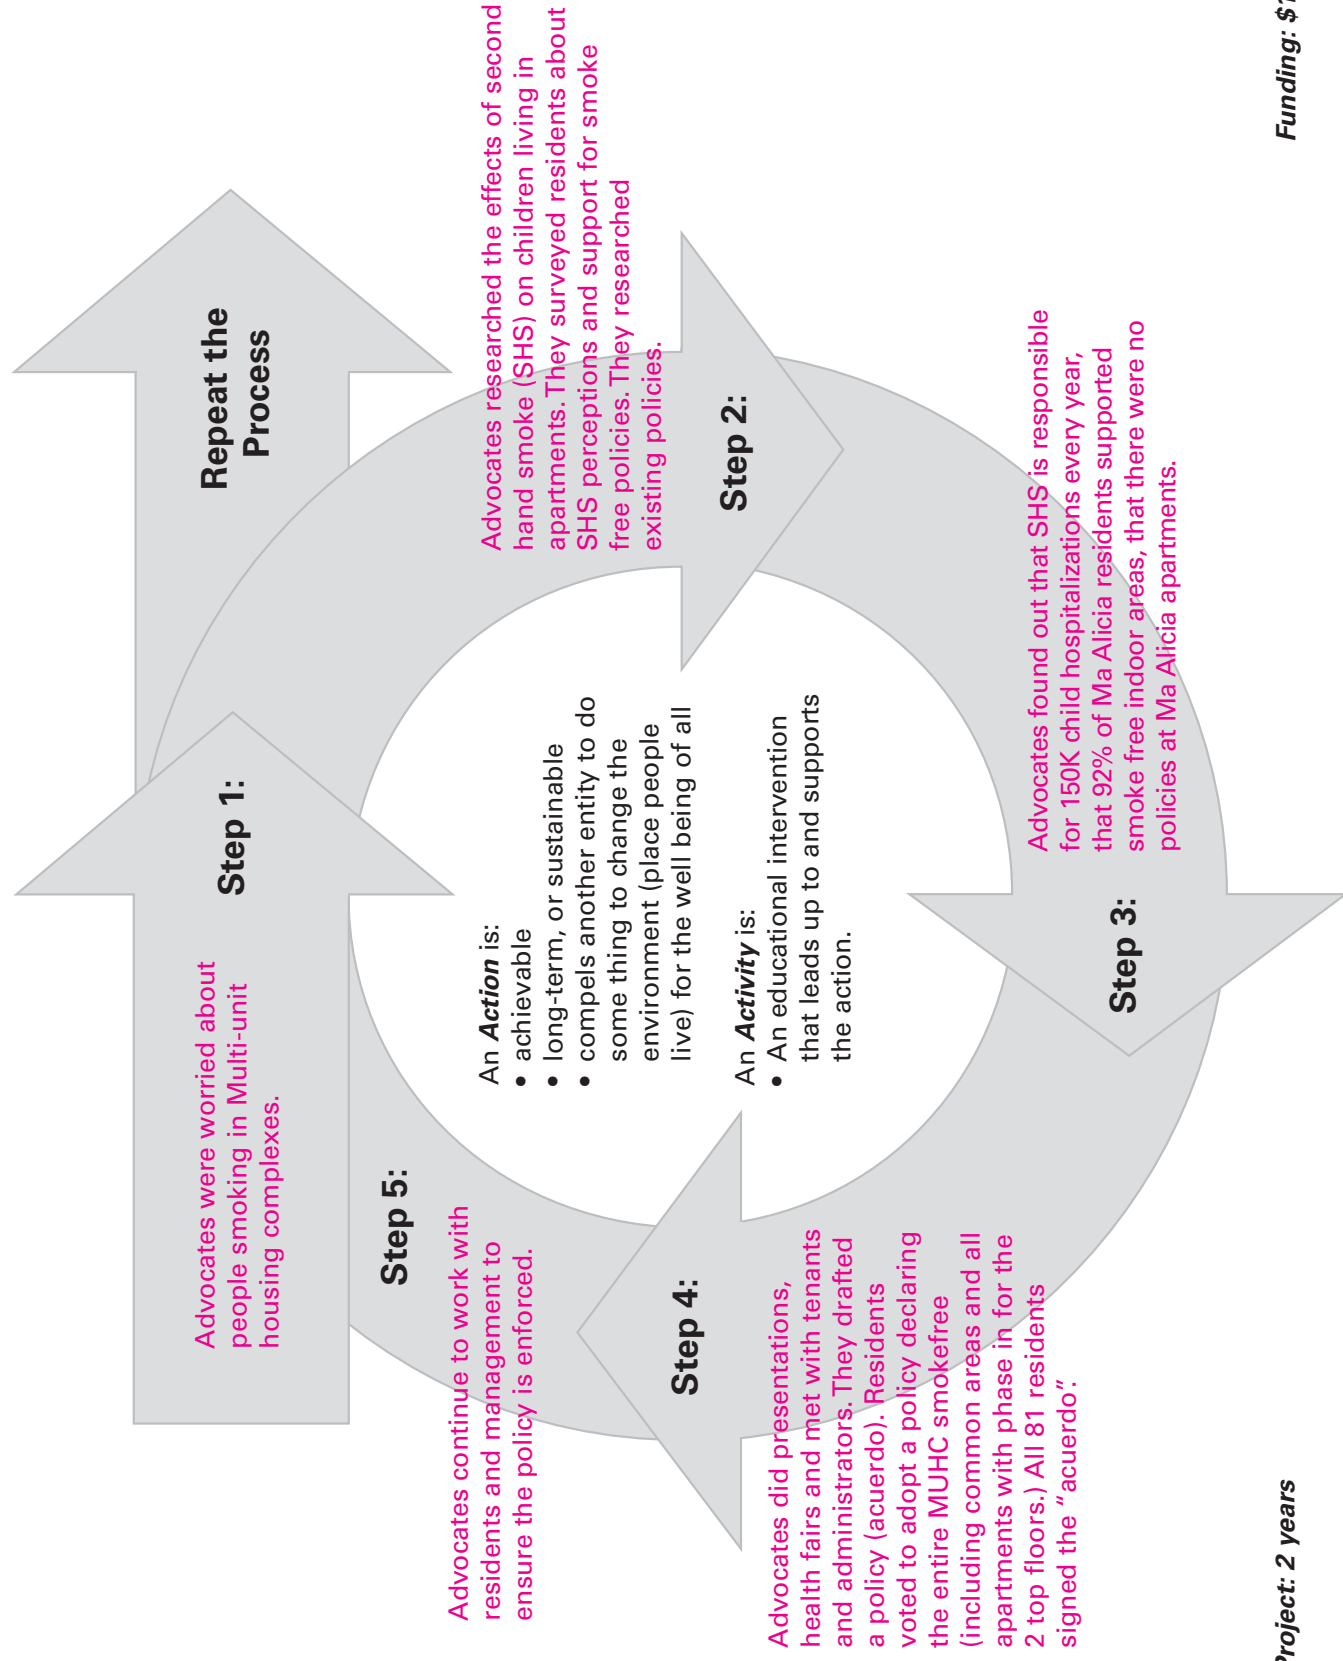 Advocates were worried about
people smoking in Multi-unit
housing complexes.
Step 1:
Repeat the
Process
Advocates researched the effects of second
hand smoke (SHS) on children living in
apartments. They surveyed residents about
SHS perceptions and support for smoke
free policies. They researched
existing policies.
Step 2:
Advocates found out that SHS is responsible
for 150K child hospitalizations every year,
that 92% of Ma Alicia residents supported
smoke free indoor areas, that there were no
policies at Ma Alicia apartments.
Step 3:
Step 4:
Advocates did presentations,
health fairs and met with tenants
and administrators. They drafted
a policy (acuerdo). Residents
voted to adopt a policy declaring
the entire MUHC smokefree
(including common areas and all
apartments with phase in for the
2 top floors.) All 81 residents
signed the “acuerdo”.
Step 5:
Advocates continue to work with
residents and management to
ensure the policy is enforced.
An Action is:
• achievable
• long-term, or sustainable
• compels another entity to do
some thing to change the
environment (place people
live) for the well being of all
An Activity is:
• An educational intervention
that leads up to and supports
the action.
Project: 2 years
Funding: